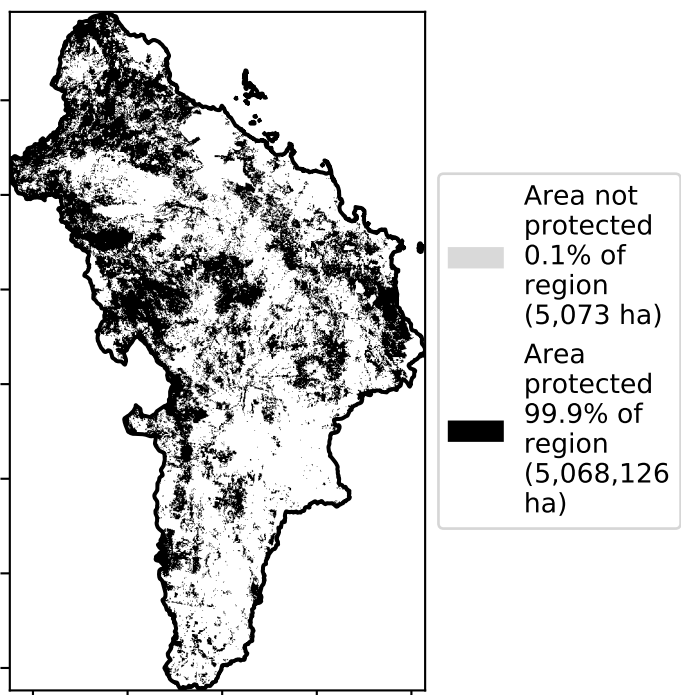 Area not
protected
0.1% of
region
(5,073 ha)
Area
protected
99.9% of
region
(5,068,126
ha)